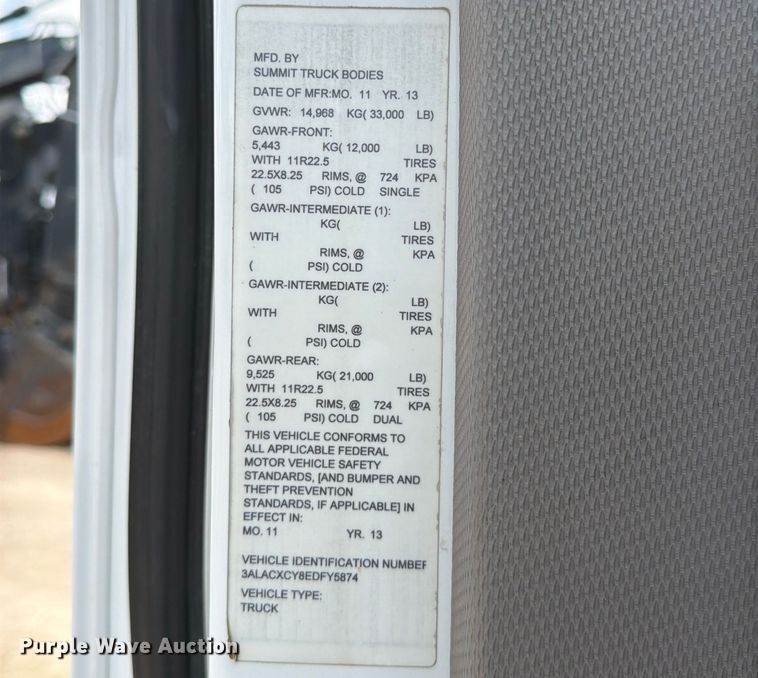 MFD. BY
SUMMIT TRUCK BODIES
DATE OF MFR:MO. 11 YR. 13
GVWR: 14,968 KG( 33,000 LB)
GAWR-FRONT:
5,443 KG( 12,000 LB)
WITH 11R22.5 TIRES
22.5X8.25 RIMS, @ 724 KPA
( 105 PSI) COLD SINGLE
GAWR-INTERMEDIATE (1):
KG( LB)
WITH TIRES
RIMS, @ KPA
( PSI) COLD
GAWR-INTERMEDIATE (2):
KG( LB)
WITH TIRES
RIMS, @ KPA
( PSI) COLD
GAWR-REAR:
9,525 KG( 21,000 LB)
WITH 11R22.5 TIRES
22.5X8.25 RIMS, @ 724 KPA
( 105 PSI) COLD DUAL
THIS VEHICLE CONFORMS TO
ALL APPLICABLE FEDERAL
MOTOR VEHICLE SAFETY
STANDARDS, [AND BUMPER AND
THEFT PREVENTION
STANDARDS, IF APPLICABLE] IN
EFFECT IN:
MO. 11 YR. 13
VEHICLE IDENTIFICATION NUMBER
3ALACXCY8EDFY5874
VEHICLE TYPE:
TRUCK
Purple Wave Auction